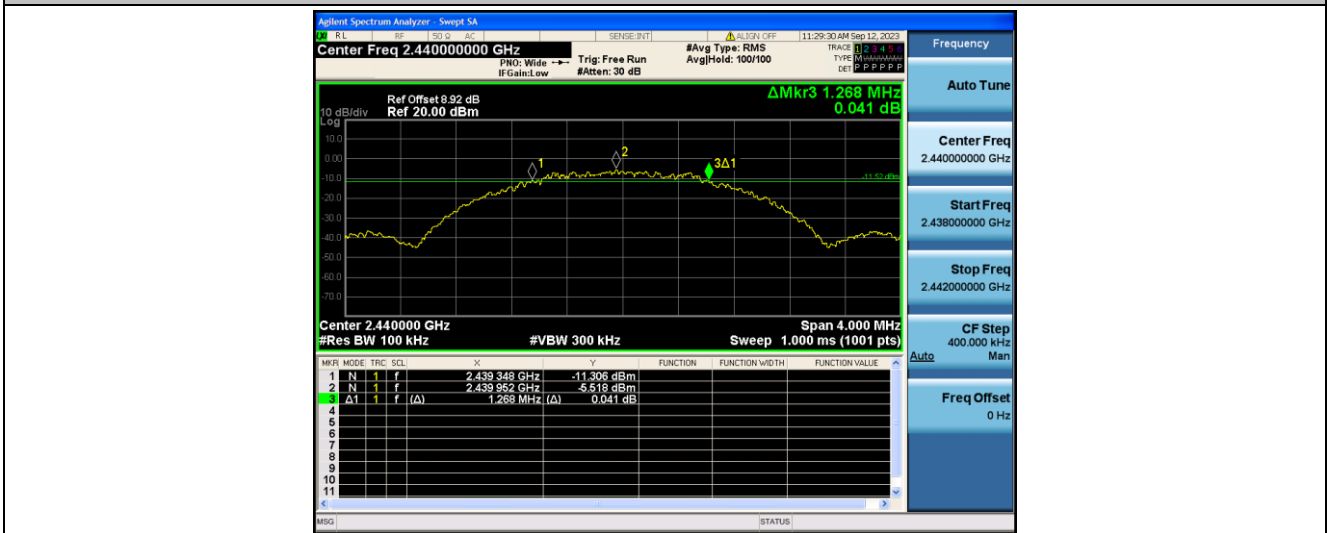 Agilent Spectrum Analyzer - Swept SA
RL RF 50 Ω AC SENSE:INT ALIGN OFF 11:29:30 AM Sep 12, 2023
Center Freq 2.440000000 GHz #Avg Type: RMS TRACE 1 2 3 4 5 6
PNO: Wide Trig: Free Run Avg|Hold: 100/100 TYPE M
IFGain:Low #Atten: 30 dB DET P P P P P P
ΔMkr3 1.268 MHz
0.041 dB
Ref Offset 8.92 dB
10 dB/div Ref 20.00 dBm
Log
10.0
0.00
-10.0
-20.0
-30.0
-40.0
-50.0
-60.0
-70.0
1
2
3Δ1
-11.52 dBm
Center 2.440000 GHz Span 4.000 MHz
#Res BW 100 kHz #VBW 300 kHz Sweep 1.000 ms (1001 pts)
MKR MODE TRC SCL X Y FUNCTION FUNCTION WIDTH FUNCTION VALUE
1 N 1 f 2.439 348 GHz -11.306 dBm
2 N 1 f 2.439 952 GHz -5.518 dBm
3 Δ1 1 f (Δ) 1.268 MHz (Δ) 0.041 dB
4
5
6
7
8
9
10
11
MSG STATUS
Frequency
Auto Tune
Center Freq
2.440000000 GHz
Start Freq
2.438000000 GHz
Stop Freq
2.442000000 GHz
CF Step
400.000 kHz
Auto Man
Freq Offset
0 Hz